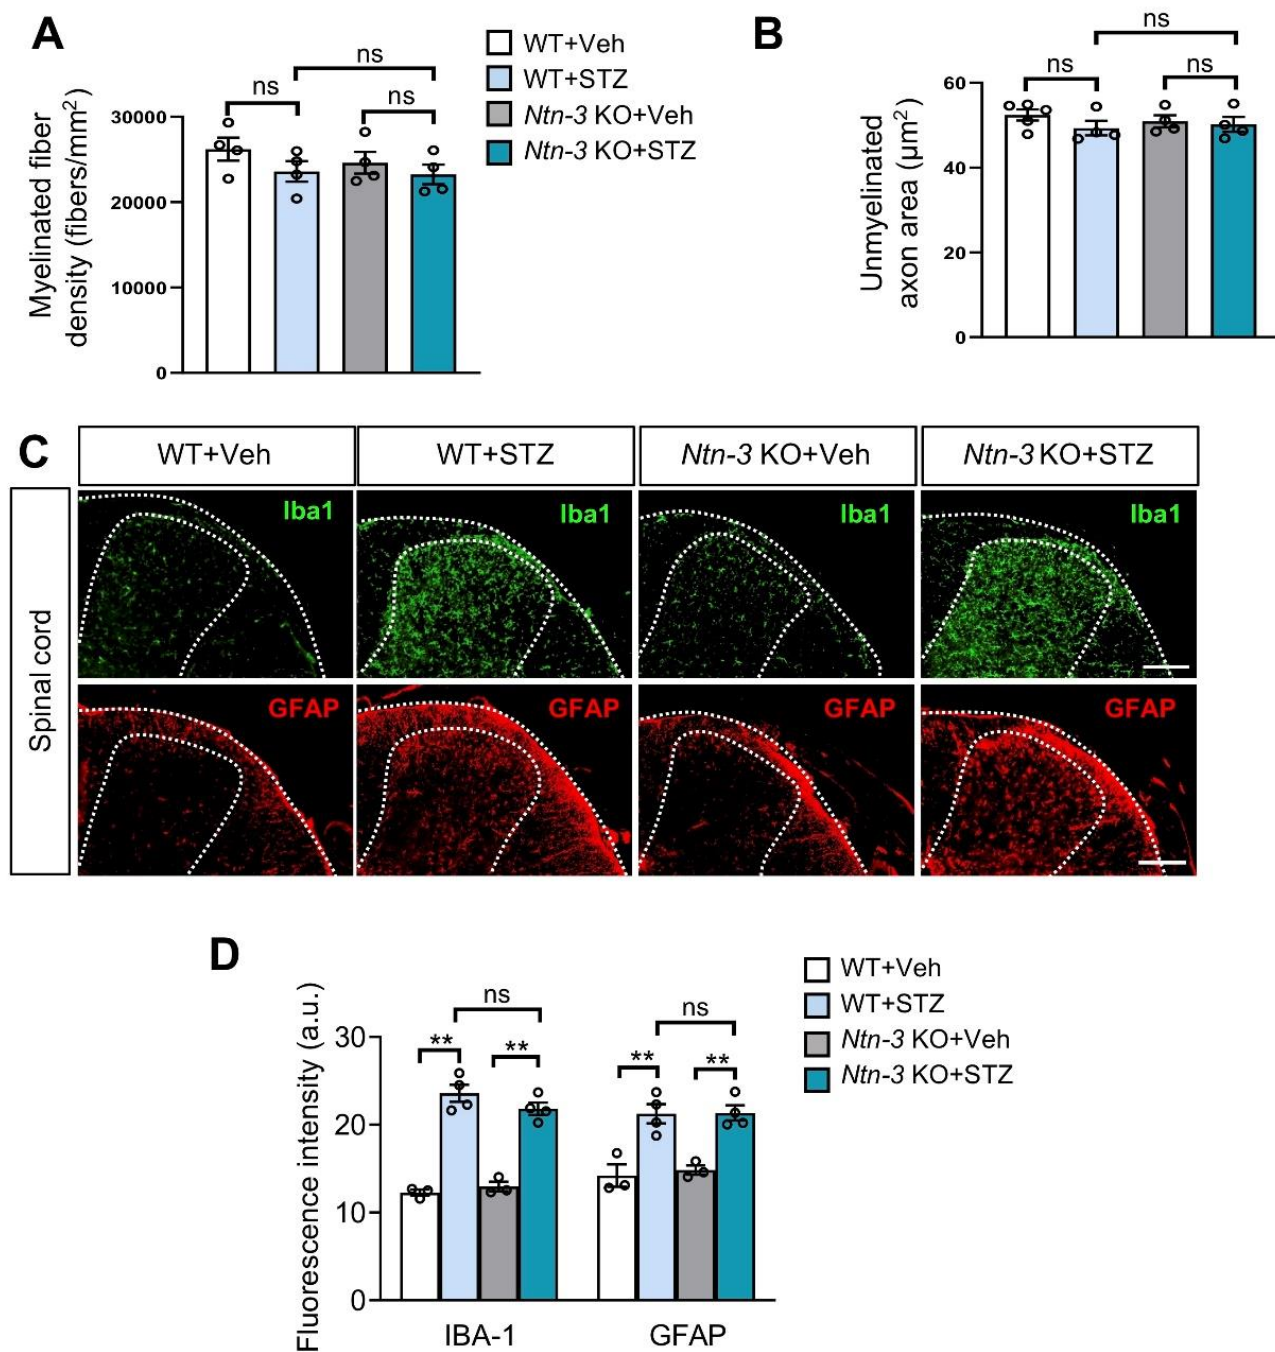 A
ns
ns
ns
Myelinated fiber
density (fibers/mm²)
30000
20000
10000
0
WT+Veh
WT+STZ
Ntn-3 KO+Veh
Ntn-3 KO+STZ
B
ns
ns
ns
Unmyelinated
axon area (µm²)
60
40
20
0
C
WT+Veh WT+STZ Ntn-3 KO+Veh Ntn-3 KO+STZ
Spinal cord
Iba1 Iba1 Iba1 Iba1
GFAP GFAP GFAP GFAP
D
Fluorescence intensity (a.u.)
30
20
10
0
ns
** **
ns
** **
IBA-1 GFAP
WT+Veh
WT+STZ
Ntn-3 KO+Veh
Ntn-3 KO+STZ